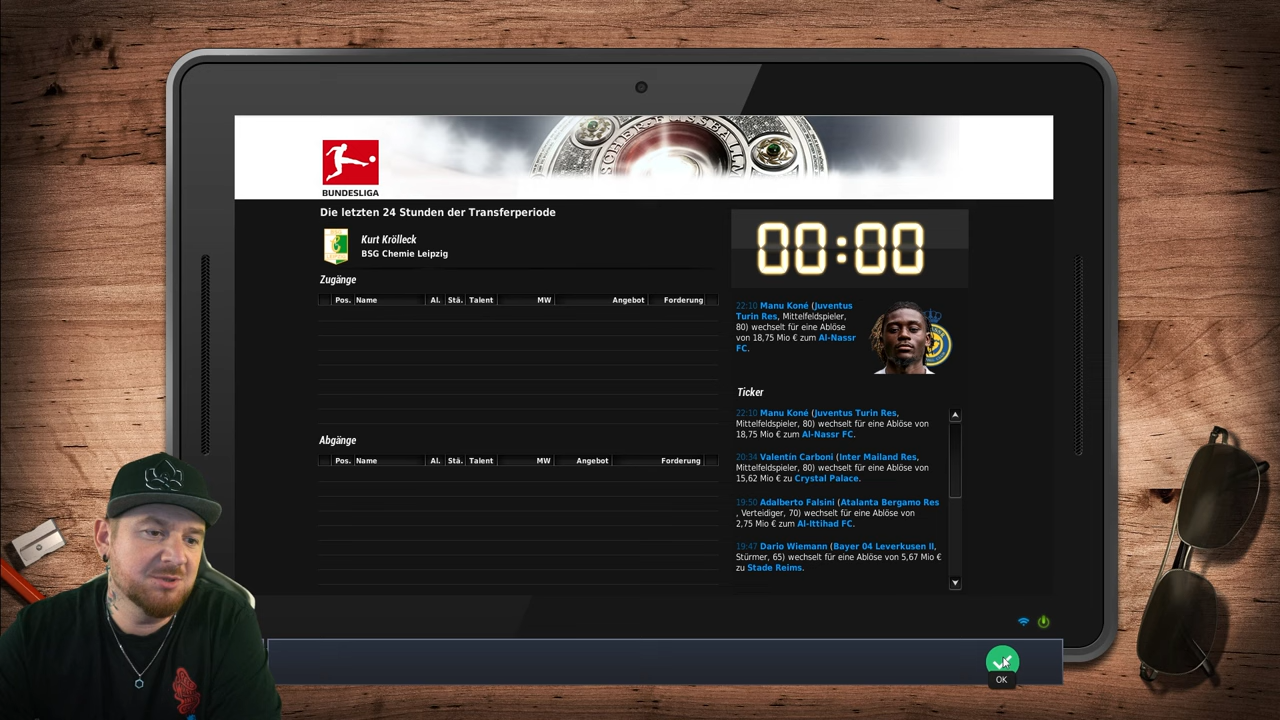 SCHER FUSSBALLM
BUNDESLIGA
Die letzten 24 Stunden der Transferperiode
Kurt Krölleck
BSG Chemie Leipzig
Zugänge
Pos. Name Al. Stä. Talent MW Angebot Forderung
Abgänge
Pos. Name Al. Stä. Talent MW Angebot Forderung
00:00
22:10 Manu Koné (Juventus
Turin Res, Mittelfeldspieler,
80) wechselt für eine Ablöse
von 18,75 Mio € zum Al-Nassr
FC.
Ticker
22:10 Manu Koné (Juventus Turin Res,
Mittelfeldspieler, 80) wechselt für eine Ablöse von
18,75 Mio € zum Al-Nassr FC.
20:34 Valentín Carboni (Inter Mailand Res,
Mittelfeldspieler, 80) wechselt für eine Ablöse von
15,62 Mio € zu Crystal Palace.
19:50 Adalberto Falsini (Atalanta Bergamo Res
, Verteidiger, 70) wechselt für eine Ablöse von
2,75 Mio € zum Al-Ittihad FC.
19:47 Dario Wiemann (Bayer 04 Leverkusen II,
Stürmer, 65) wechselt für eine Ablöse von 5,67 Mio €
zu Stade Reims.
OK